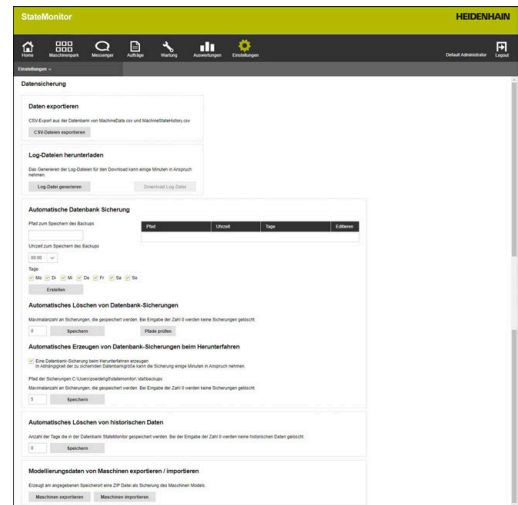 StateMonitor
HEIDENHAIN
Home
Maschinenpark
Messenger
Aufträge
Wartung
Auswertungen
Einstellungen
Default Administrator
Logout
Einstellungen
Datensicherung
Daten exportieren
CSV-Export aus der Datenbank von MachineData.csv und MachineStateHistory.csv
CSV-Dateien exportieren
Log-Dateien herunterladen
Das Generieren der Log-Dateien für den Download kann einige Minuten in Anspruch
nehmen.
Log-Datei generieren
Download Log-Datei
Automatische Datenbank Sicherung
Pfad zum Speichern des Backups
Pfad
Uhrzeit
Tage
Editieren
Uhrzeit zum Speichern des Backups
00:00
Tage
Mo Di Mi Do Fr Sa So
Erstellen
Automatisches Löschen von Datenbank-Sicherungen
Maximalanzahl an Sicherungen, die gespeichert werden. Bei Eingabe der Zahl 0 werden keine Sicherungen gelöscht.
0
Speichern
Pfade prüfen
Automatisches Erzeugen von Datenbank-Sicherungen beim Herunterfahren
Eine Datenbank-Sicherung beim Herunterfahren erzeugen
In Abhängigkeit der zu sichernden Datenbankgröße kann die Sicherung einige Minuten in Anspruch nehmen.
Pfad der Sicherungen:
Maximalanzahl an Sicherungen, die gespeichert werden. Bei Eingabe der Zahl 0 werden keine Sicherungen gelöscht.
5
Speichern
Automatisches Löschen von historischen Daten
Anzahl der Tage die in der Datenbank StateMonitor gespeichert werden. Bei der Eingabe der Zahl 0 werden keine historischen Daten gelöscht.
0
Speichern
Modellierungsdaten von Maschinen exportieren / importieren
Erzeugt am angegebenen Speicherort eine ZIP Datei als Sicherung des Maschinen Models.
Maschinen exportieren
Maschinen importieren